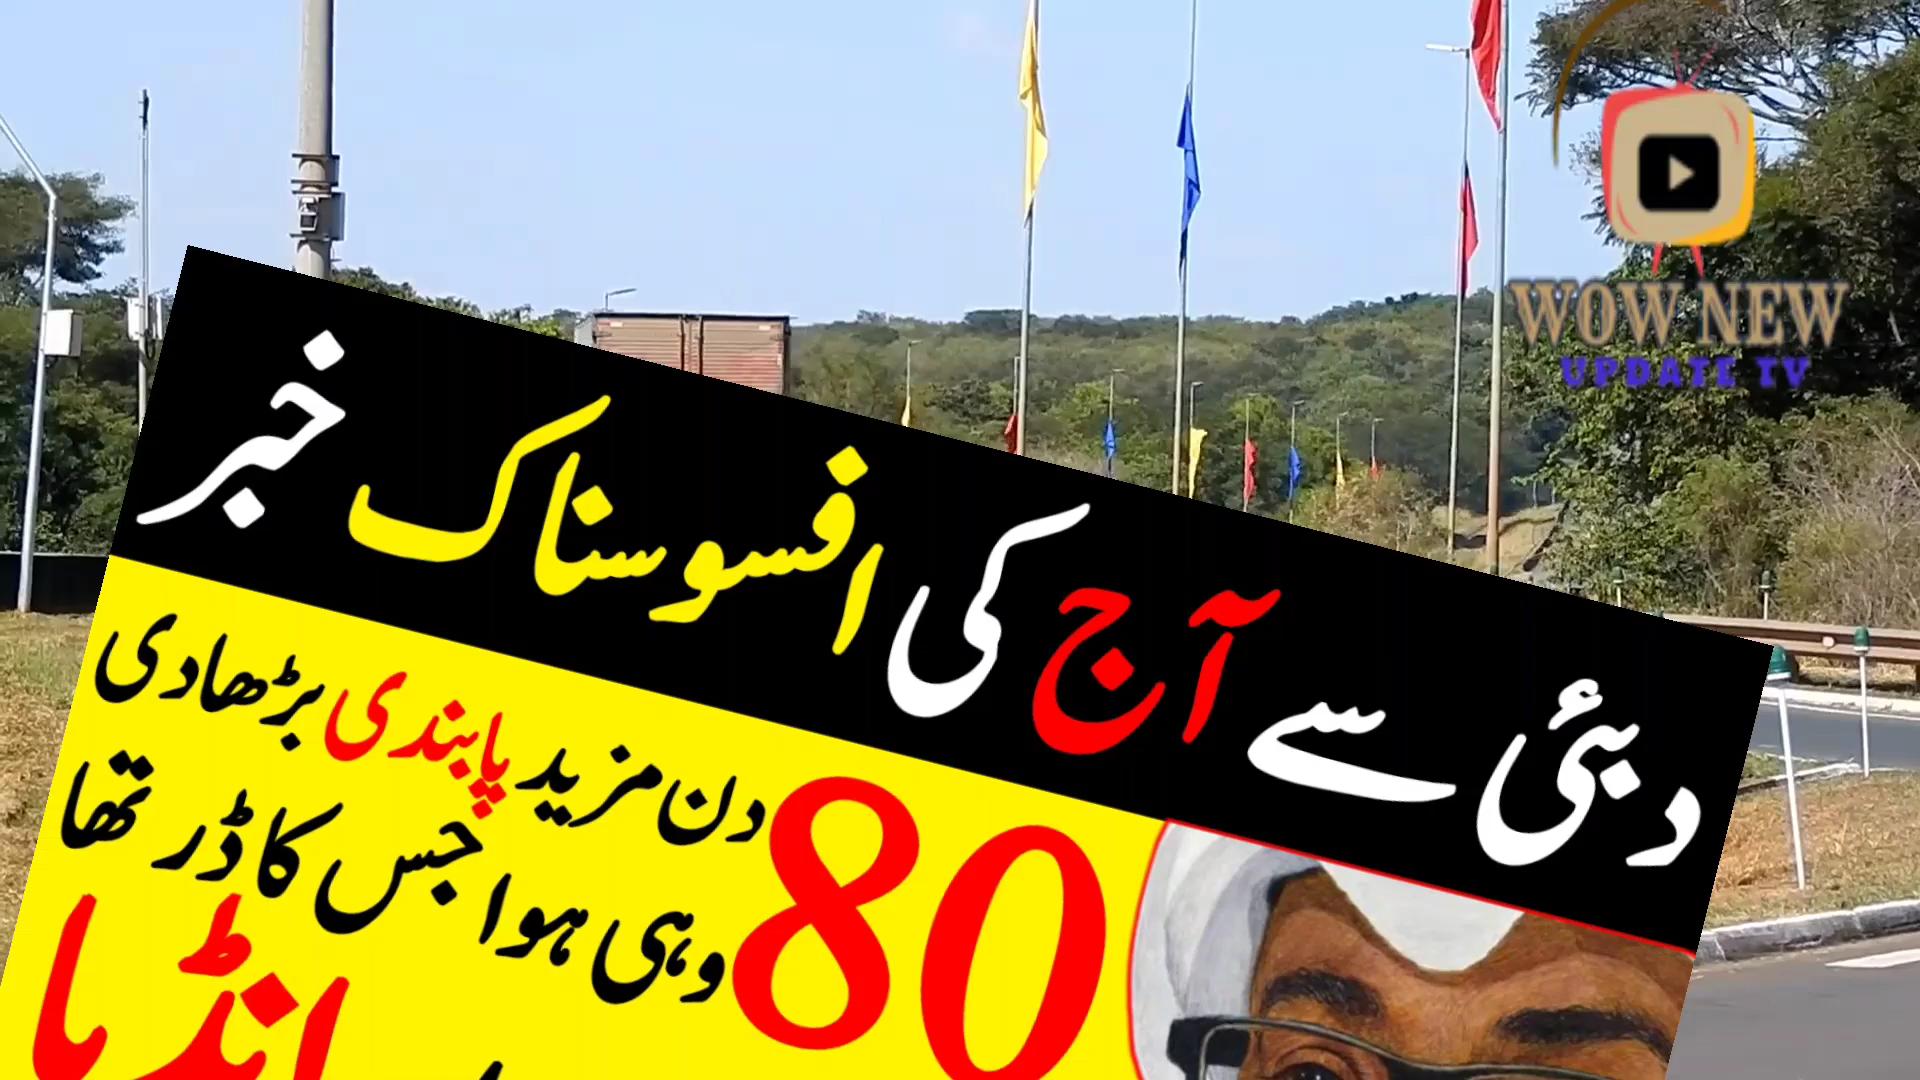 WOW NEW
UPDATE TV
دبئی سے آج کی افسوسناک خبر
80 دن مزید پابندی بڑھادی
وہی ہوا جس کا ڈر تھا